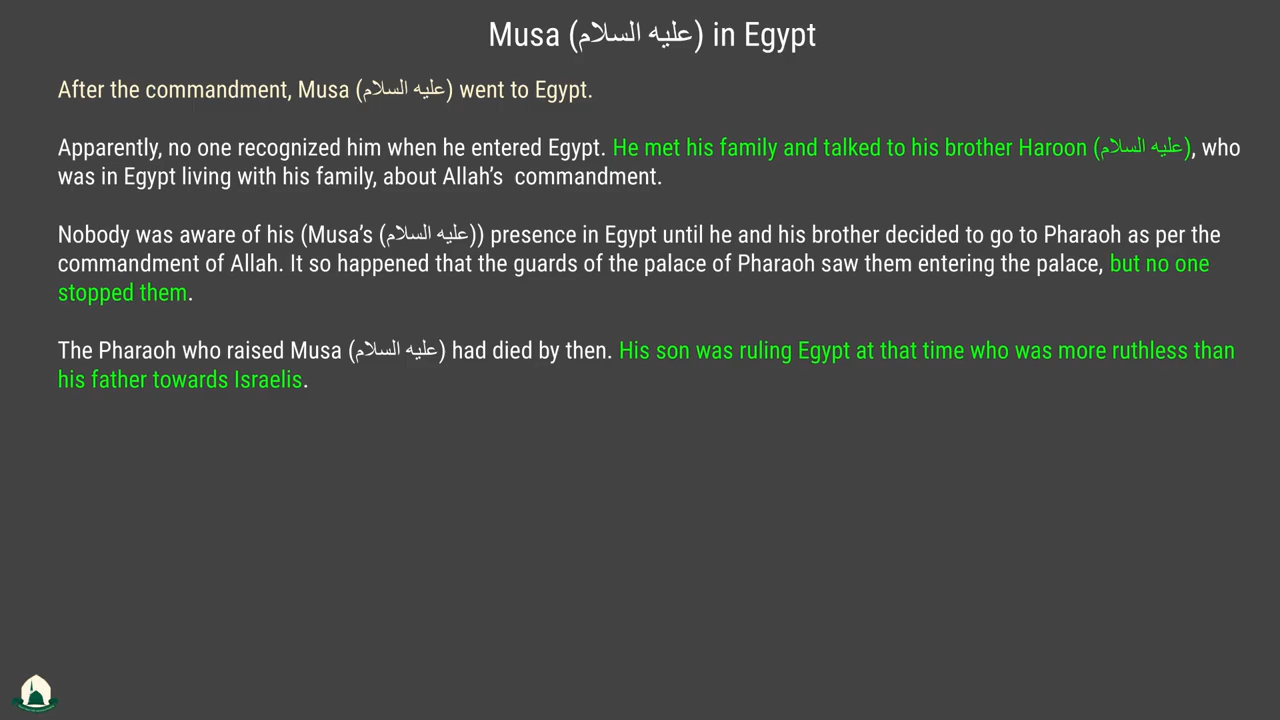 Musa (عليه السلام) in Egypt
After the commandment, Musa (عليه السلام) went to Egypt.
Apparently, no one recognized him when he entered Egypt. He met his family and talked to his brother Haroon (عليه السلام), who
was in Egypt living with his family, about Allah’s  commandment.
Nobody was aware of his (Musa’s (عليه السلام)) presence in Egypt until he and his brother decided to go to Pharaoh as per the
commandment of Allah. It so happened that the guards of the palace of Pharaoh saw them entering the palace, but no one
stopped them.
The Pharaoh who raised Musa (عليه السلام) had died by then. His son was ruling Egypt at that time who was more ruthless than
his father towards Israelis.